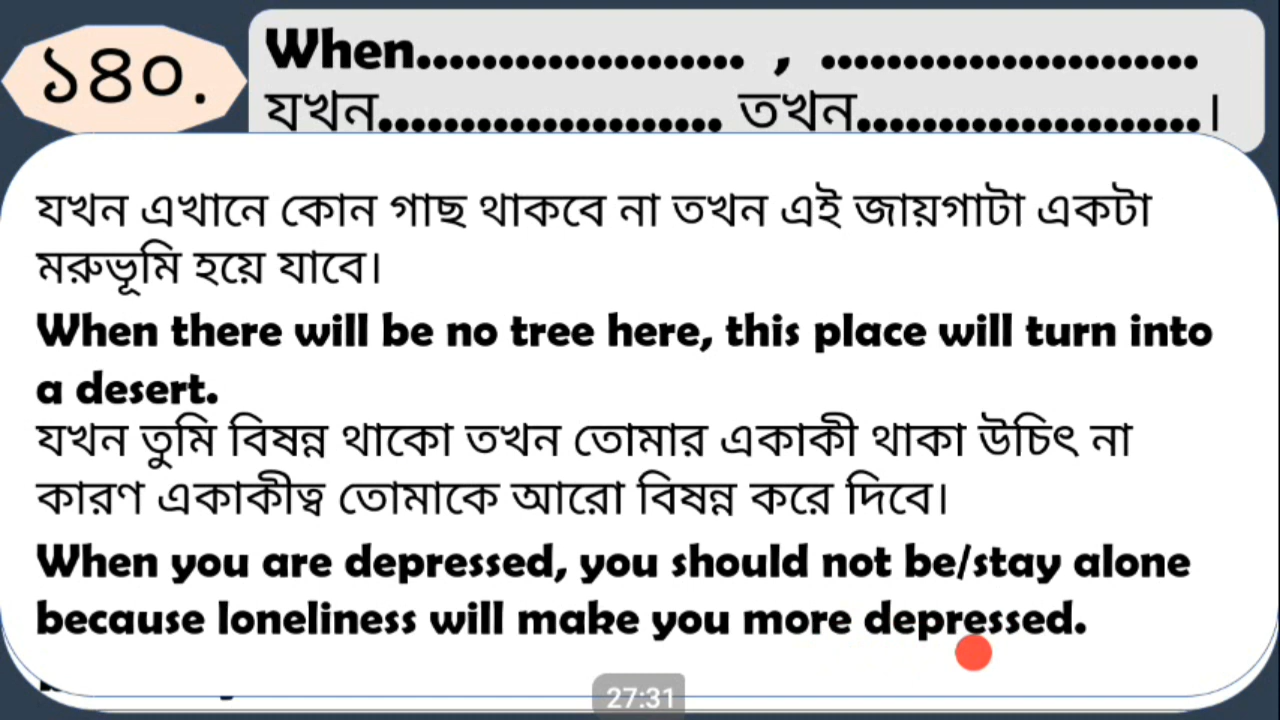 ১৪০.
When................... , .......................
যখন..................... তখন.....................।
যখন এখানে কোন গাছ থাকবে না তখন এই জায়গাটা একটা
মরুভূমি হয়ে যাবে।
When there will be no tree here, this place will turn into
a desert.
যখন তুমি বিষন্ন থাকো তখন তোমার একাকী থাকা উচিৎ না
কারণ একাকীত্ব তোমাকে আরো বিষন্ন করে দিবে।
When you are depressed, you should not be/stay alone
because loneliness will make you more depressed.
27:31